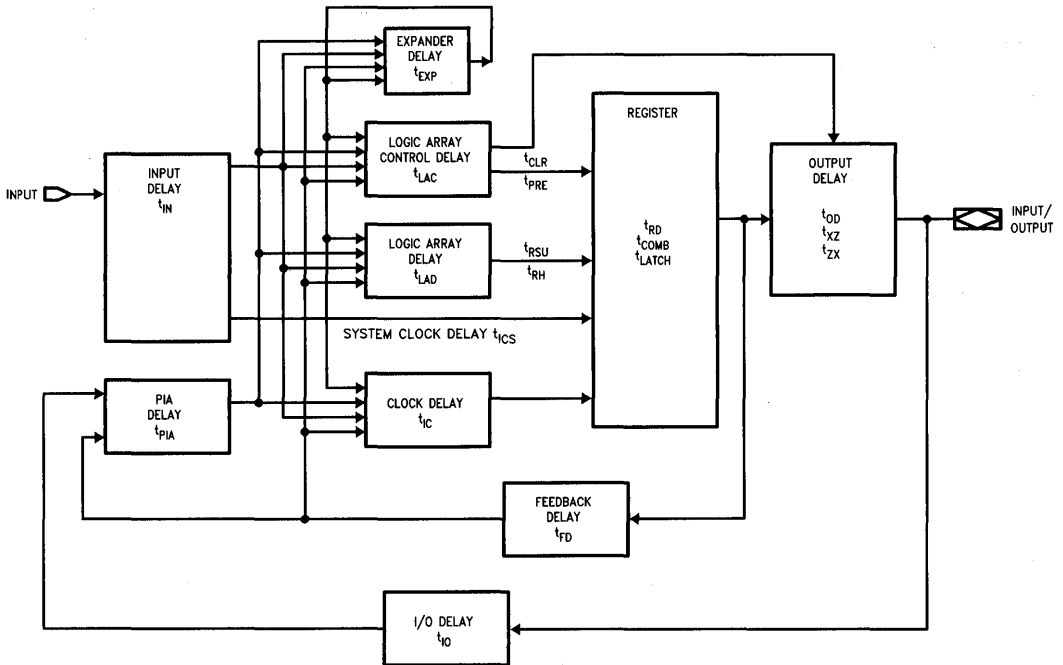 EXPANDER
DELAY
tEXP
LOGIC ARRAY
CONTROL DELAY
tLAC
tCLR
tPRE
REGISTER
tRD
tCOMB
tLATCH
OUTPUT
DELAY
tOD
tXZ
tZX
INPUT
INPUT
DELAY
tIN
INPUT/
OUTPUT
LOGIC ARRAY
DELAY
tLAD
tRSU
tRH
SYSTEM CLOCK DELAY tICS
PIA
DELAY
tPIA
CLOCK DELAY
tIC
FEEDBACK
DELAY
tFD
I/O DELAY
tIO